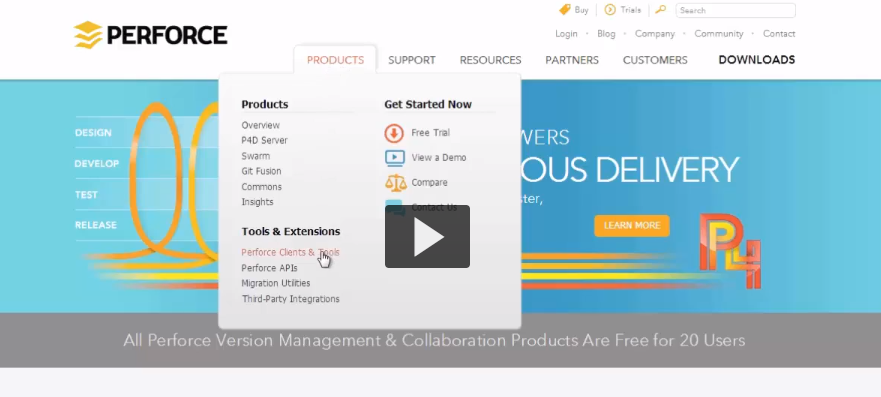 Buy
Trials
Search
PERFORCE
Login
Blog
Company
Community
Contact
PRODUCTS
SUPPORT
RESOURCES
PARTNERS
CUSTOMERS
DOWNLOADS
Products
Overview
P4D Server
Swarm
Git Fusion
Commons
Insights
Tools & Extensions
Perforce Clients & Tools
Perforce APIs
Migration Utilities
Third-Party Integrations
Get Started Now
Free Trial
View a Demo
Compare
Contact Us
DESIGN
DEVELOP
TEST
RELEASE
WERS
OUS DELIVERY
ster,
LEARN MORE
P4
All Perforce Version Management & Collaboration Products Are Free for 20 Users